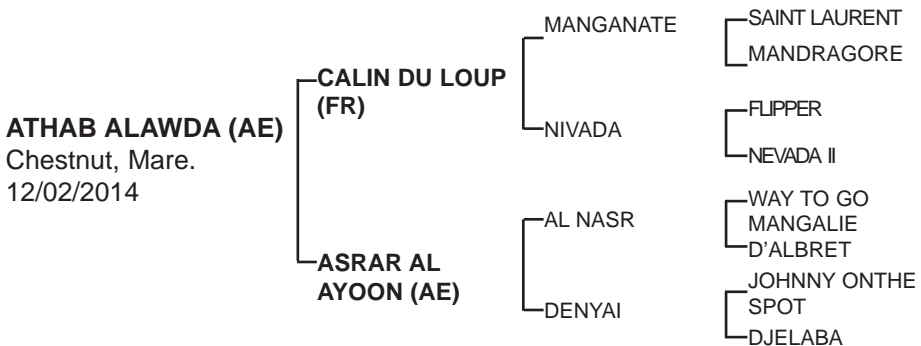 ATHAB ALAWDA (AE)
Chestnut, Mare.
12/02/2014
CALIN DU LOUP
(FR)
ASRAR AL
AYOON (AE)
MANGANATE
NIVADA
AL NASR
DENYAI
SAINT LAURENT
MANDRAGORE
FLIPPER
NEVADA II
WAY TO GO
MANGALIE
D'ALBRET
JOHNNY ONTHE
SPOT
DJELABA